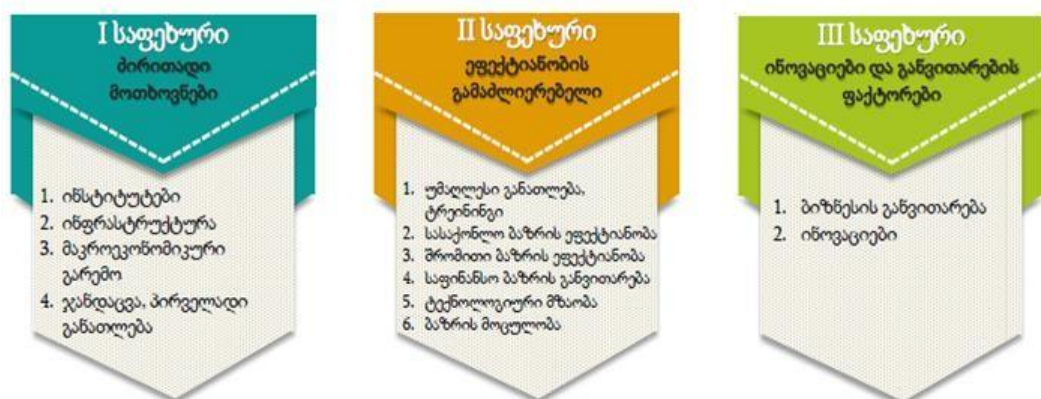 I საფეხური
ძირითადი
მოთხოვნები
1. ინსტიტუტები
2. ინფრასტრუქტურა
3. მაკროეკონომიკური
გარემო
4. ჯანდაცვა, პირველადი
განათლება
II საფეხური
ეფექტიანობის
გამაძლიერებელი
1. უმაღლესი განათლება,
ტრეინინგი
2. სასაქონლო ბაზრის ეფექტიანობა
3. შრომითი ბაზრის ეფექტიანობა
4. საფინანსო ბაზრის განვითარება
5. ტექნოლოგიური მზაობა
6. ბაზრის მოცულობა
III საფეხური
ინოვაციები და განვითარების
ფაქტორები
1. ბიზნესის განვითარება
2. ინოვაციები